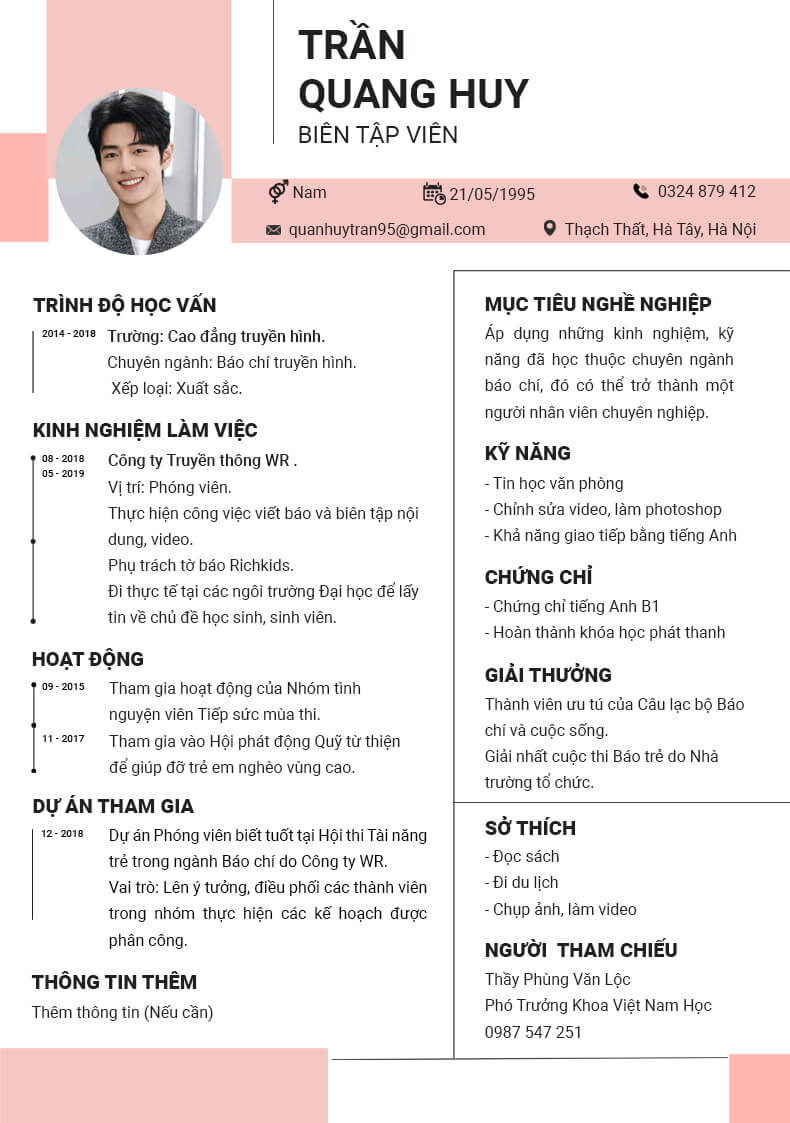 TRẦN
QUANG HUY
BIÊN TẬP VIÊN
Nam
21/05/1995
0324 879 412
quanhuytran95@gmail.com
Thạch Thất, Hà Tây, Hà Nội
TRÌNH ĐỘ HỌC VẤN
2014 - 2018 Trường: Cao đẳng truyền hình.
Chuyên ngành: Báo chí truyền hình.
Xếp loại: Xuất sắc.
KINH NGHIỆM LÀM VIỆC
08 - 2018 Công ty Truyền thông WR .
05 - 2019
Vị trí: Phóng viên.
Thực hiện công việc viết báo và biên tập nội
dung, video.
Phụ trách tờ báo Richkids.
Đi thực tế tại các ngôi trường Đại học để lấy
tin về chủ đề học sinh, sinh viên.
HOẠT ĐỘNG
09 - 2015 Tham gia hoạt động của Nhóm tình
nguyện viên Tiếp sức mùa thi.
11 - 2017 Tham gia vào Hội phát động Quỹ từ thiện
để giúp đỡ trẻ em nghèo vùng cao.
DỰ ÁN THAM GIA
12 - 2018 Dự án Phóng viên biết tuốt tại Hội thi Tài năng
trẻ trong ngành Báo chí do Công ty WR.
Vai trò: Lên ý tưởng, điều phối các thành viên
trong nhóm thực hiện các kế hoạch được
phân công.
THÔNG TIN THÊM
Thêm thông tin (Nếu cần)
MỤC TIÊU NGHỀ NGHIỆP
Áp dụng những kinh nghiệm, kỹ
năng đã học thuộc chuyên ngành
báo chí, đó có thể trở thành một
người nhân viên chuyên nghiệp.
KỸ NĂNG
- Tin học văn phòng
- Chỉnh sửa video, làm photoshop
- Khả năng giao tiếp bằng tiếng Anh
CHỨNG CHỈ
- Chứng chỉ tiếng Anh B1
- Hoàn thành khóa học phát thanh
GIẢI THƯỞNG
Thành viên ưu tú của Câu lạc bộ Báo
chí và cuộc sống.
Giải nhất cuộc thi Báo trẻ do Nhà
trường tổ chức.
SỞ THÍCH
- Đọc sách
- Đi du lịch
- Chụp ảnh, làm video
NGƯỜI THAM CHIẾU
Thầy Phùng Văn Lộc
Phó Trưởng Khoa Việt Nam Học
0987 547 251